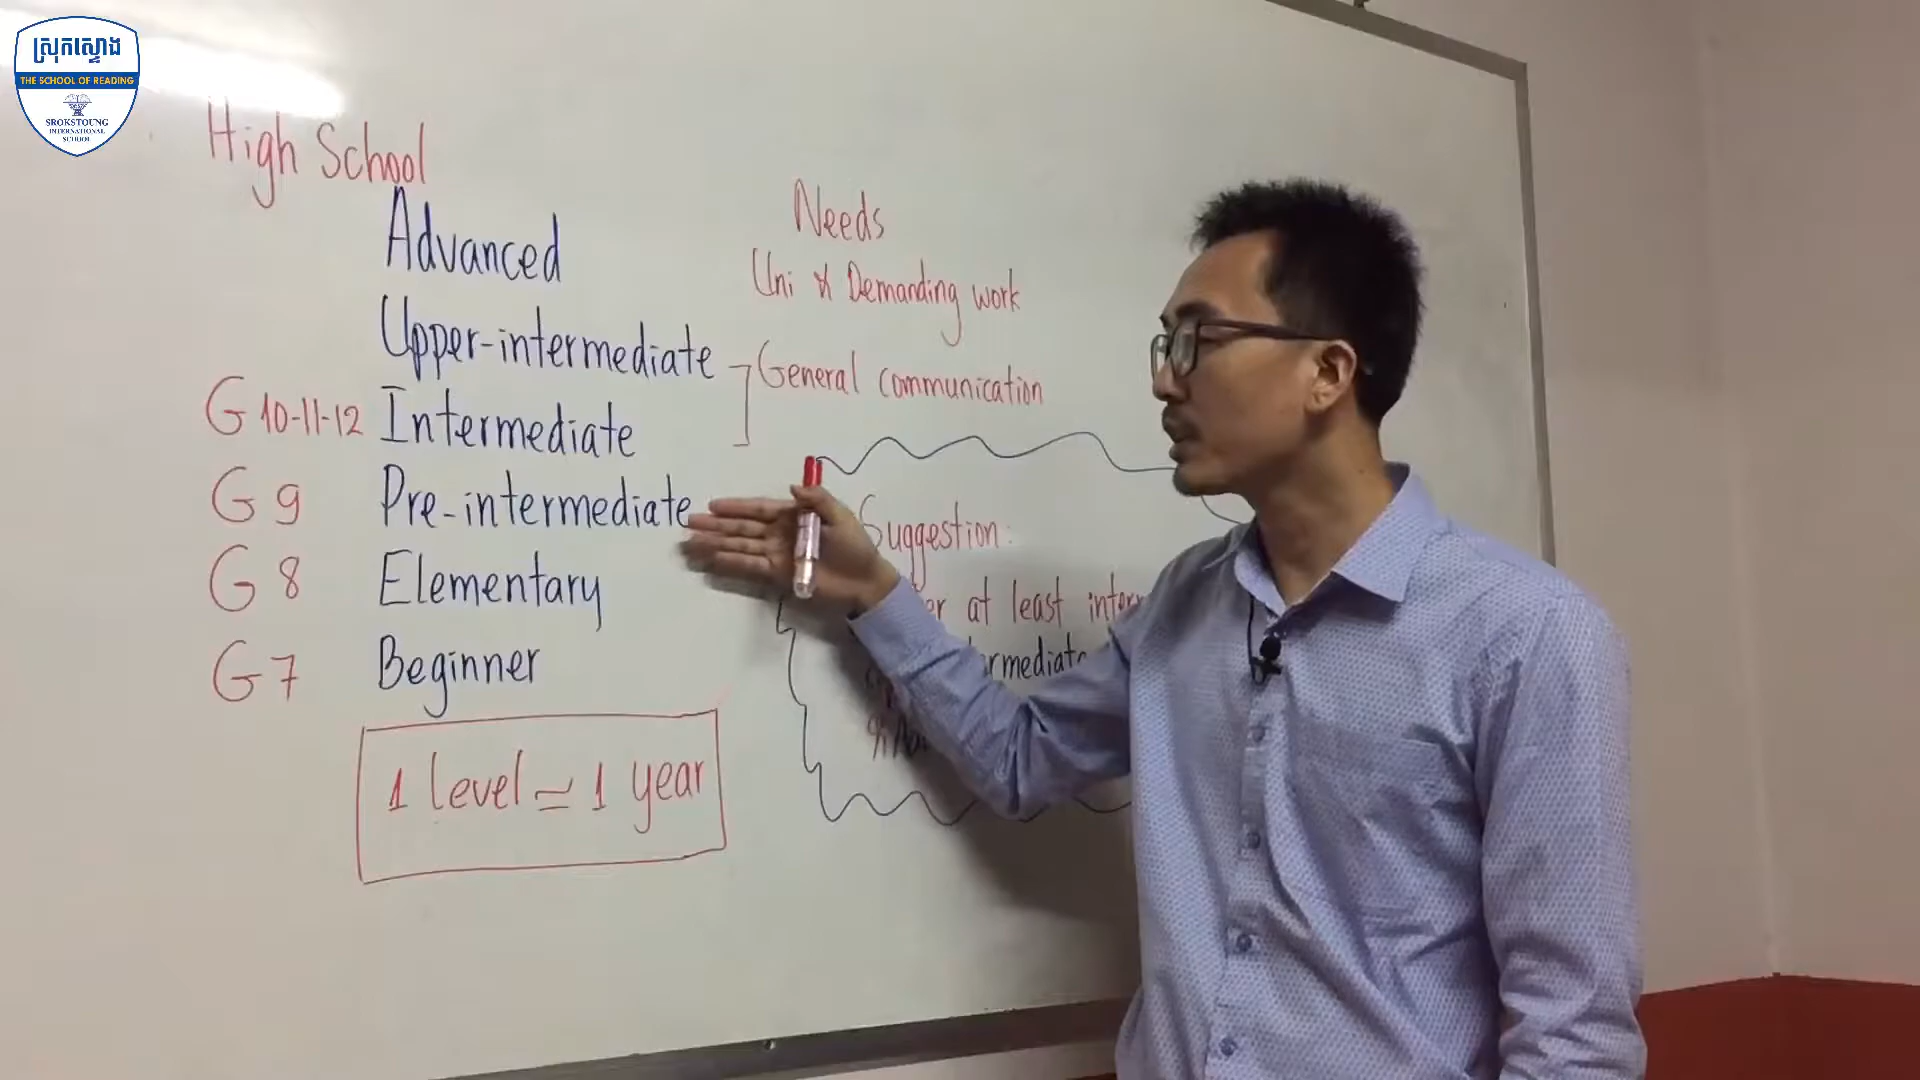 ស្រុកស្ទោង
THE SCHOOL OF READING
SROKSTOUNG
INTERNATIONAL
SCHOOL
High School
Advanced
Upper-intermediate
G 10-11-12 Intermediate
G 9 Pre-intermediate
G 8 Elementary
G 7 Beginner
1 level ≃ 1 year
Needs
Uni & Demanding work
General communication
Suggestion:
at least